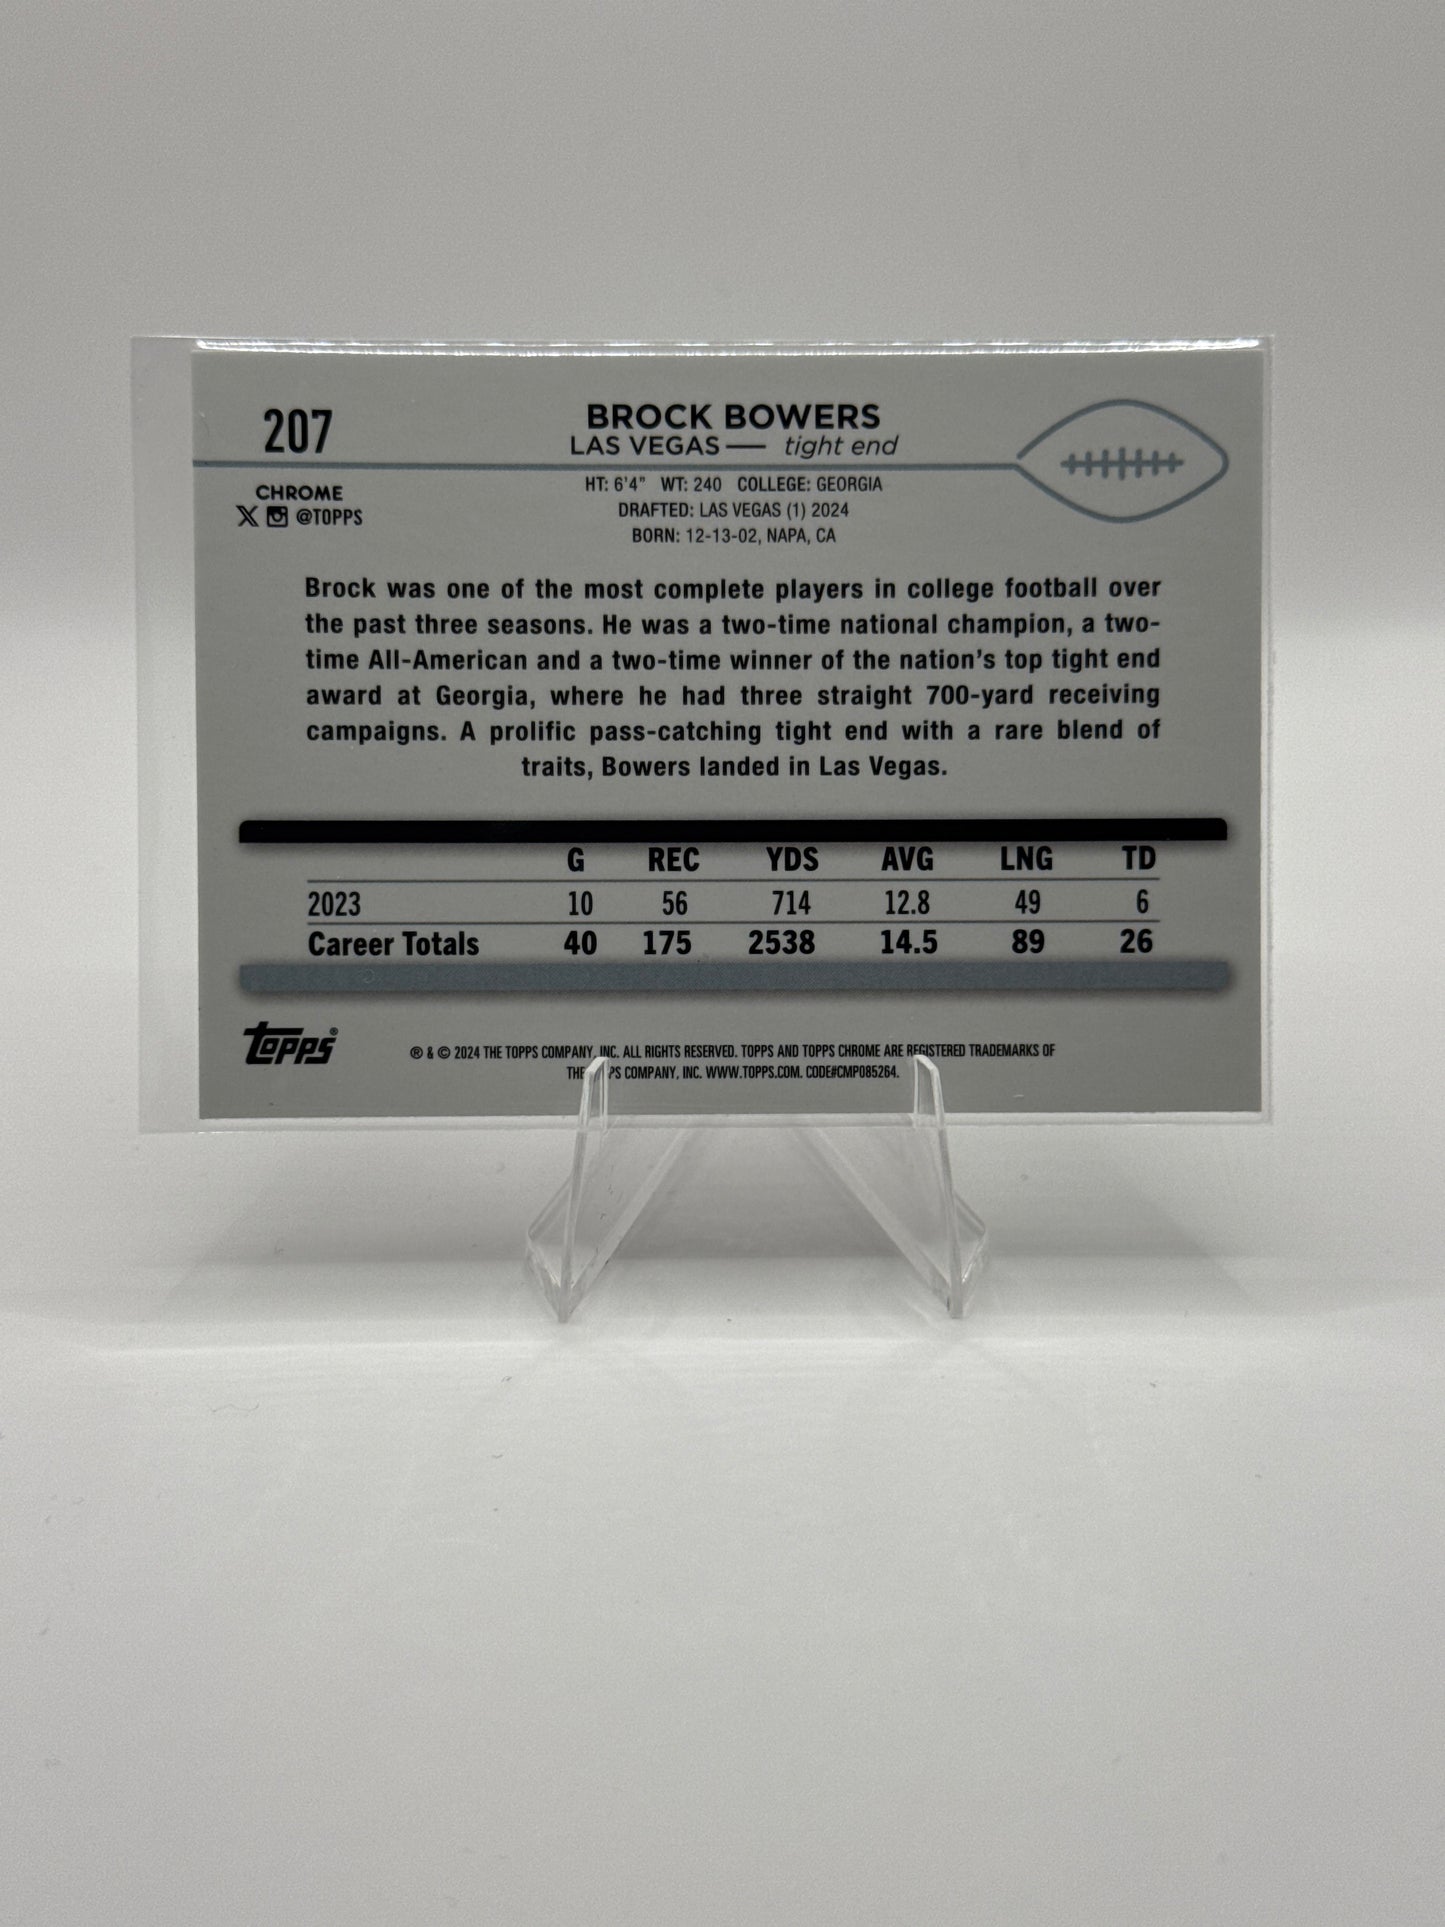 207
BROCK BOWERS
LAS VEGAS — tight end
CHROME
@TOPPS
HT: 6'4" WT: 240 COLLEGE: GEORGIA
DRAFTED: LAS VEGAS (1) 2024
BORN: 12-13-02, NAPA, CA
Brock was one of the most complete players in college football over
the past three seasons. He was a two-time national champion, a two-
time All-American and a two-time winner of the nation's top tight end
award at Georgia, where he had three straight 700-yard receiving
campaigns. A prolific pass-catching tight end with a rare blend of
traits, Bowers landed in Las Vegas.
G REC YDS AVG LNG TD
2023 10 56 714 12.8 49 6
Career Totals 40 175 2538 14.5 89 26
Topps®
® & © 2024 THE TOPPS COMPANY, INC. ALL RIGHTS RESERVED. TOPPS AND TOPPS CHROME ARE REGISTERED TRADEMARKS OF
THE TOPPS COMPANY, INC. WWW.TOPPS.COM. CODE#CMP085264.